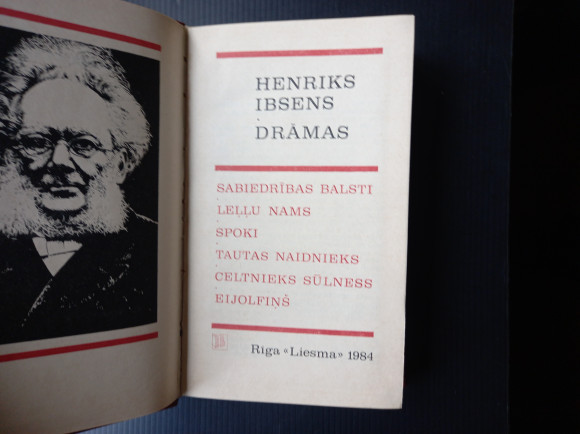 HENRIKS
IBSENS
DRĀMAS
SABIEDRĪBAS BALSTI
LEĻĻU NAMS
SPOKI
TAUTAS NAIDNIEKS
CELTNIEKS SŪLNESS
EIJOLFIŅŠ
Rīga «Liesma» 1984